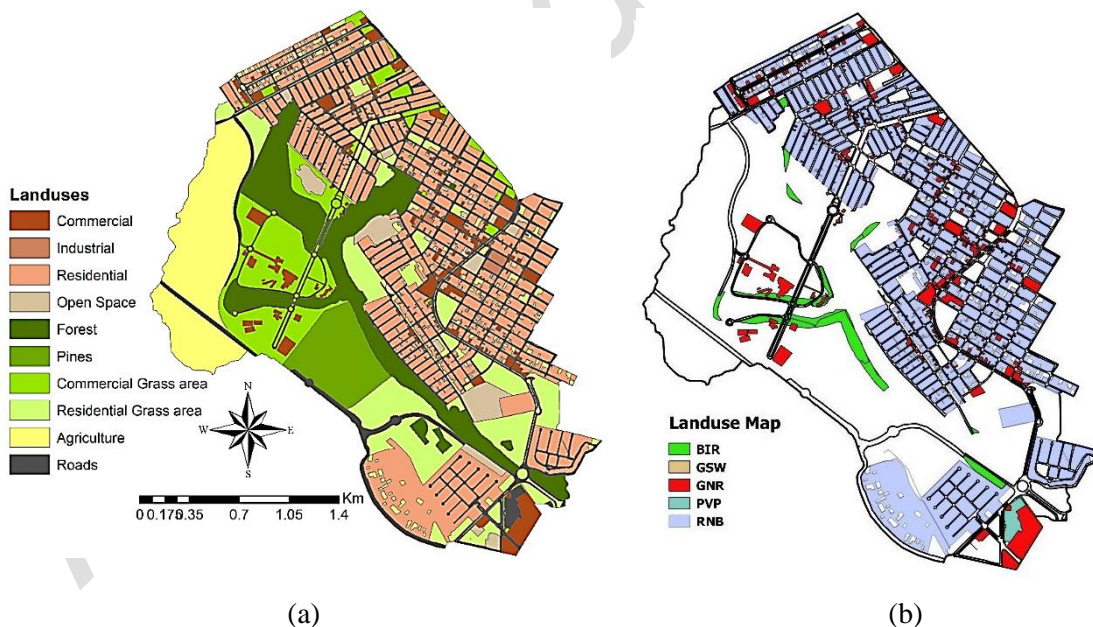 Landuses
Commercial
Industrial
Residential
Open Space
Forest
Pines
Commercial Grass area
Residential Grass area
Agriculture
Roads
N
W E
S
Km
0 0.175 0.35 0.7 1.05 1.4
Landuse Map
BIR
GSW
GNR
PVP
RNB
(a) (b)